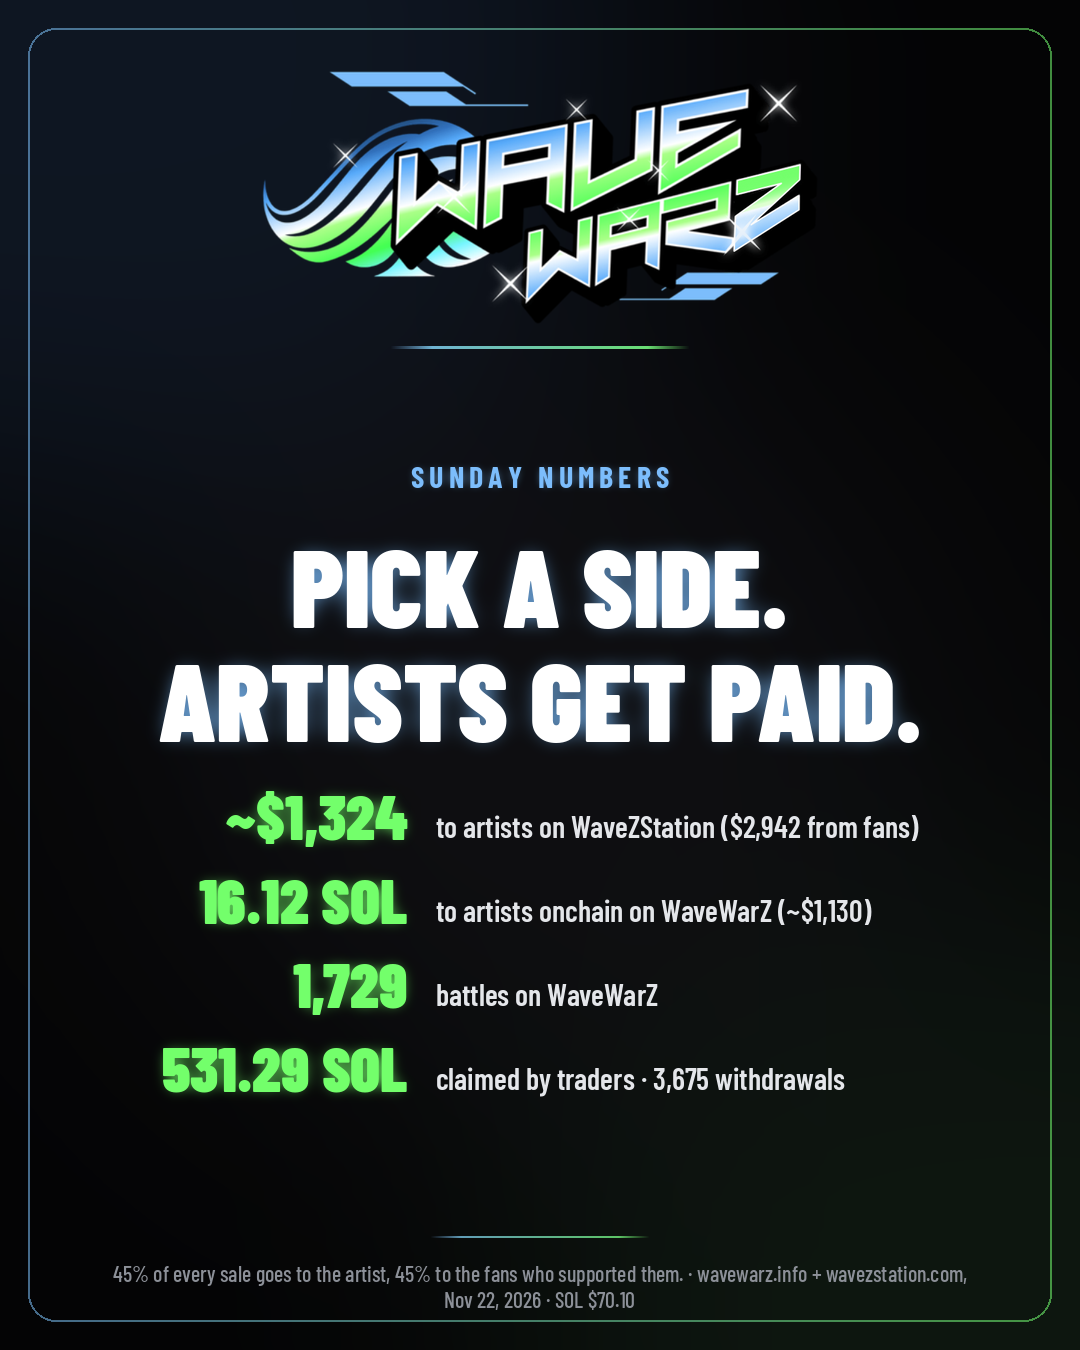 WAVE
WARZ
SUNDAY NUMBERS
PICK A SIDE.
ARTISTS GET PAID.
~$1,324 to artists on WaveZStation ($2,942 from fans)
16.12 SOL to artists onchain on WaveWarZ (~$1,130)
1,729 battles on WaveWarZ
531.29 SOL claimed by traders · 3,675 withdrawals
45% of every sale goes to the artist, 45% to the fans who supported them. · wavewarz.info + wavezstation.com,
Nov 22, 2026 · SOL $70.10